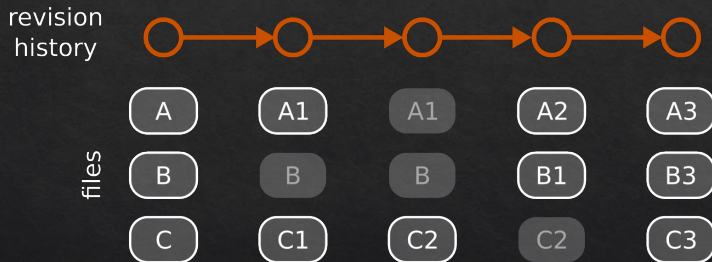 revision
history
A A1 A1 A2 A3
files
B B B B1 B3
C C1 C2 C2 C3